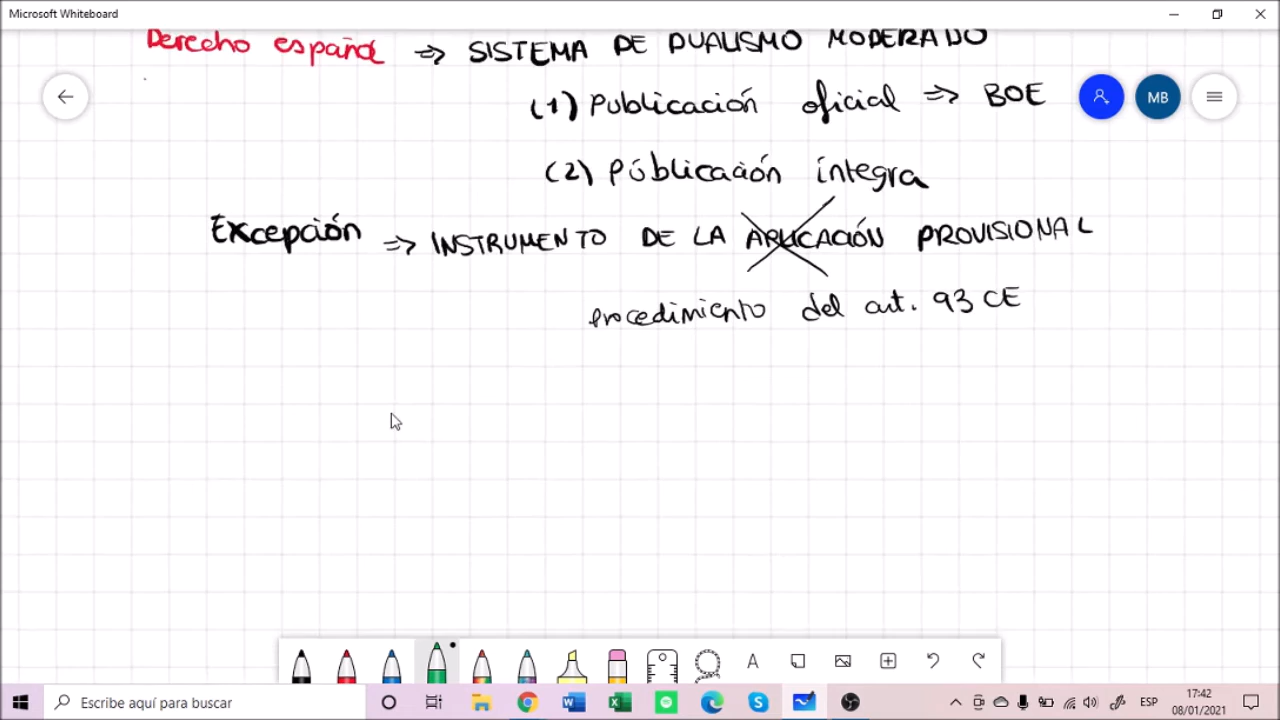 Microsoft Whiteboard
Derecho español => SISTEMA DE DUALISMO MODERADO
(1) Publicación oficial => BOE
MB
(2) Públicación íntegra
Excepción => INSTRUMENTO DE LA APLICACIÓN PROVISIONAL
procedimiento del art. 93 CE
A
Escribe aquí para buscar
ESP
17:42
08/01/2021